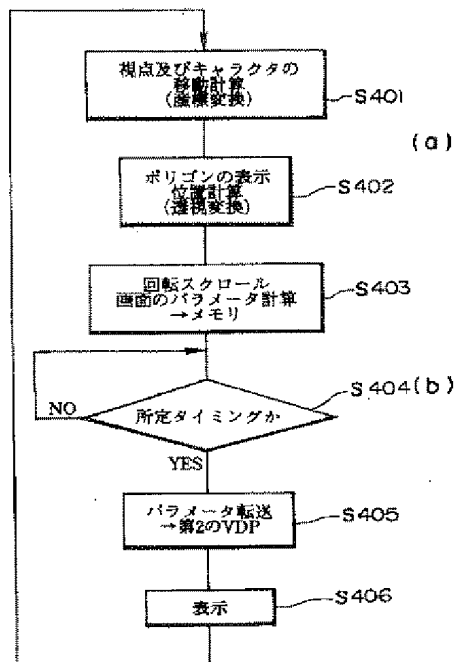 視点及びキャラクタの
移動計算
(座標変換)
S401
(a)
ポリゴンの表示
位置計算
(透視変換)
S402
回転スクロール
画面のパラメータ計算
→メモリ
S403
S404(b)
NO
所定タイミングか
YES
パラメータ転送
→第2のVDP
S405
表示
S406